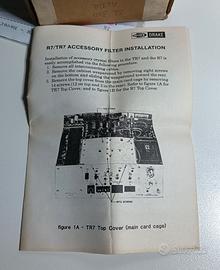 DRAKE
R7/TR7 ACCESSORY FILTER INSTALLATION
Installation of accessory crystal filters in the TR7 and the R7 is
easily accomplished via the following procedure.
1. Remove all interconnecting cables.
2. Remove the cabinet wraparound by removing eight screws
on the bottom and sliding the wraparound toward the rear.
3. Remove the top cover from the main card cage by removing
14 screws (12 on top and 2 in the rear). Refer to figure 1A for
TR7 Top Cover, and to figure 1B for the R7 Top Cover.
figure 1A - TR7 Top Cover (main card cage)
subito